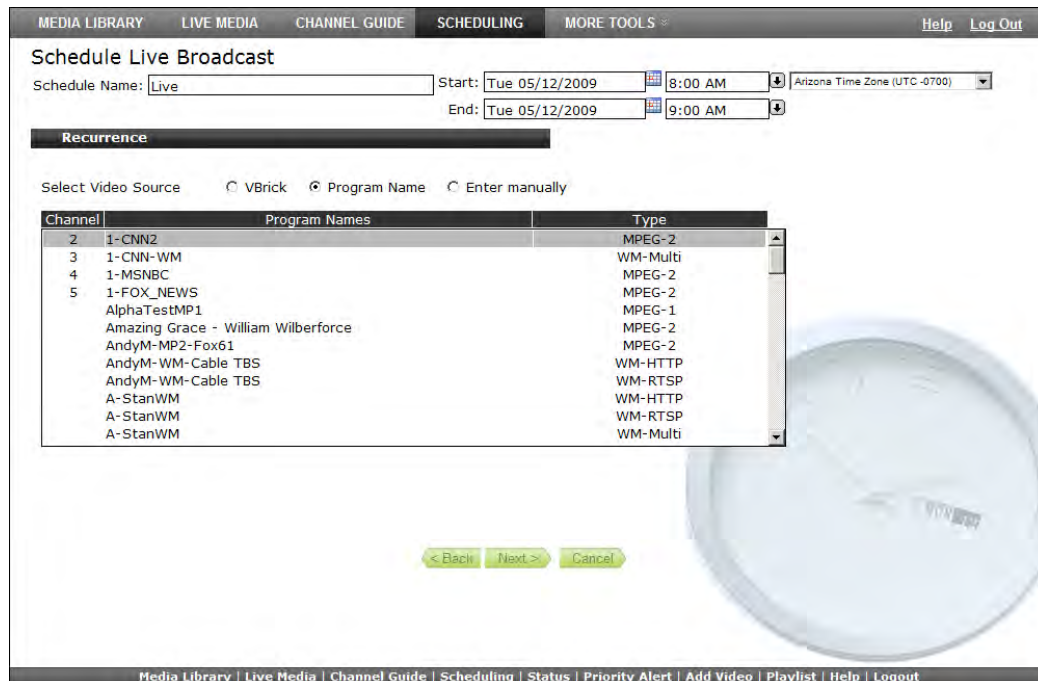 MEDIA LIBRARY LIVE MEDIA CHANNEL GUIDE SCHEDULING MORE TOOLS Help Log Out
Schedule Live Broadcast
Schedule Name: Live Start: Tue 05/12/2009 8:00 AM Arizona Time Zone (UTC -0700)
End: Tue 05/12/2009 9:00 AM
Recurrence
Select Video Source VBrick Program Name Enter manually
Channel Program Names Type
2 1-CNN2 MPEG-2
3 1-CNN-WM WM-Multi
4 1-MSNBC MPEG-2
5 1-FOX_NEWS MPEG-2
AlphaTestMP1 MPEG-1
Amazing Grace - William Wilberforce MPEG-2
AndyM-MP2-Fox61 MPEG-2
AndyM-WM-Cable TBS WM-HTTP
AndyM-WM-Cable TBS WM-RTSP
A-StanWM WM-HTTP
A-StanWM WM-RTSP
A-StanWM WM-Multi
< Back Next > Cancel
Media Library | Live Media | Channel Guide | Scheduling | Status | Priority Alert | Add Video | Playlist | Help | Logout